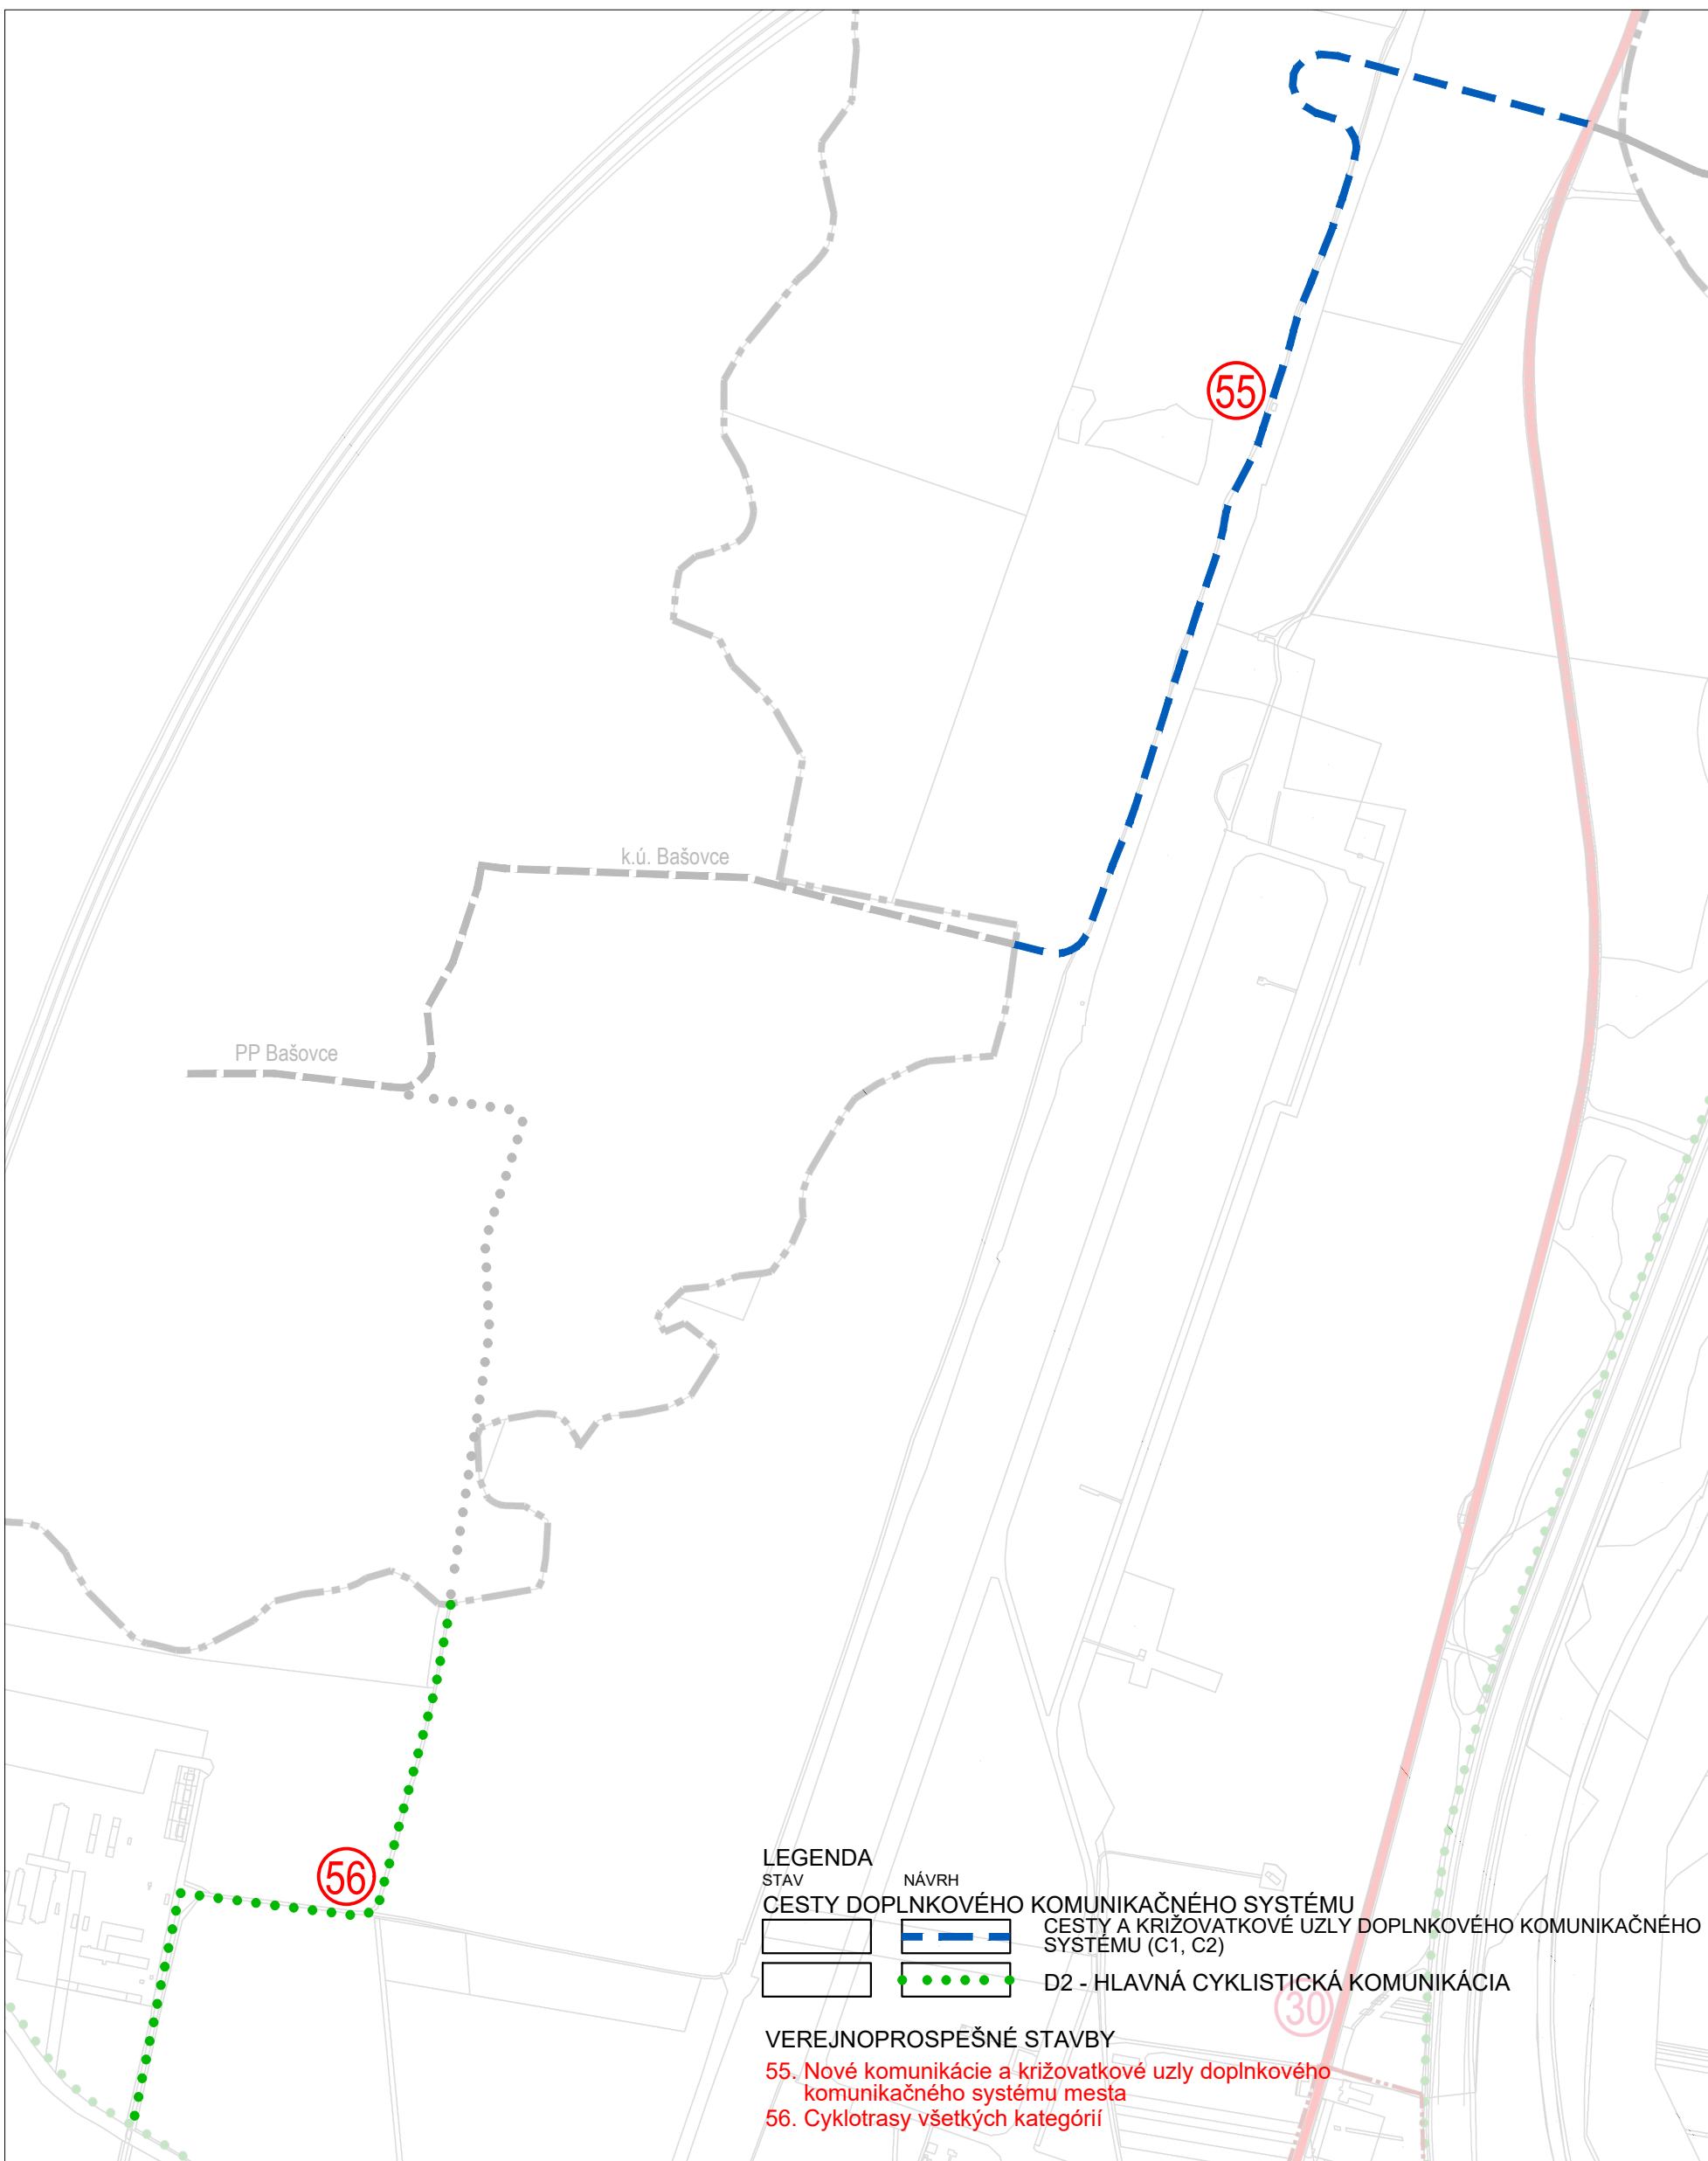 55
k.ú. Bašovce
PP Bašovce
56
LEGENDA
STAV NÁVRH
CESTY DOPLNKOVÉHO KOMUNIKAČNÉHO SYSTÉMU
CESTY A KRIŽOVATKOVÉ UZLY DOPLNKOVÉHO KOMUNIKAČNÉHO
SYSTÉMU (C1, C2)
D2 - HLAVNÁ CYKLISTICKÁ KOMUNIKÁCIA
30
VEREJNOPROSPEŠNÉ STAVBY
55. Nové komunikácie a križovatkové uzly doplnkového
komunikačného systému mesta
56. Cyklotrasy všetkých kategórií